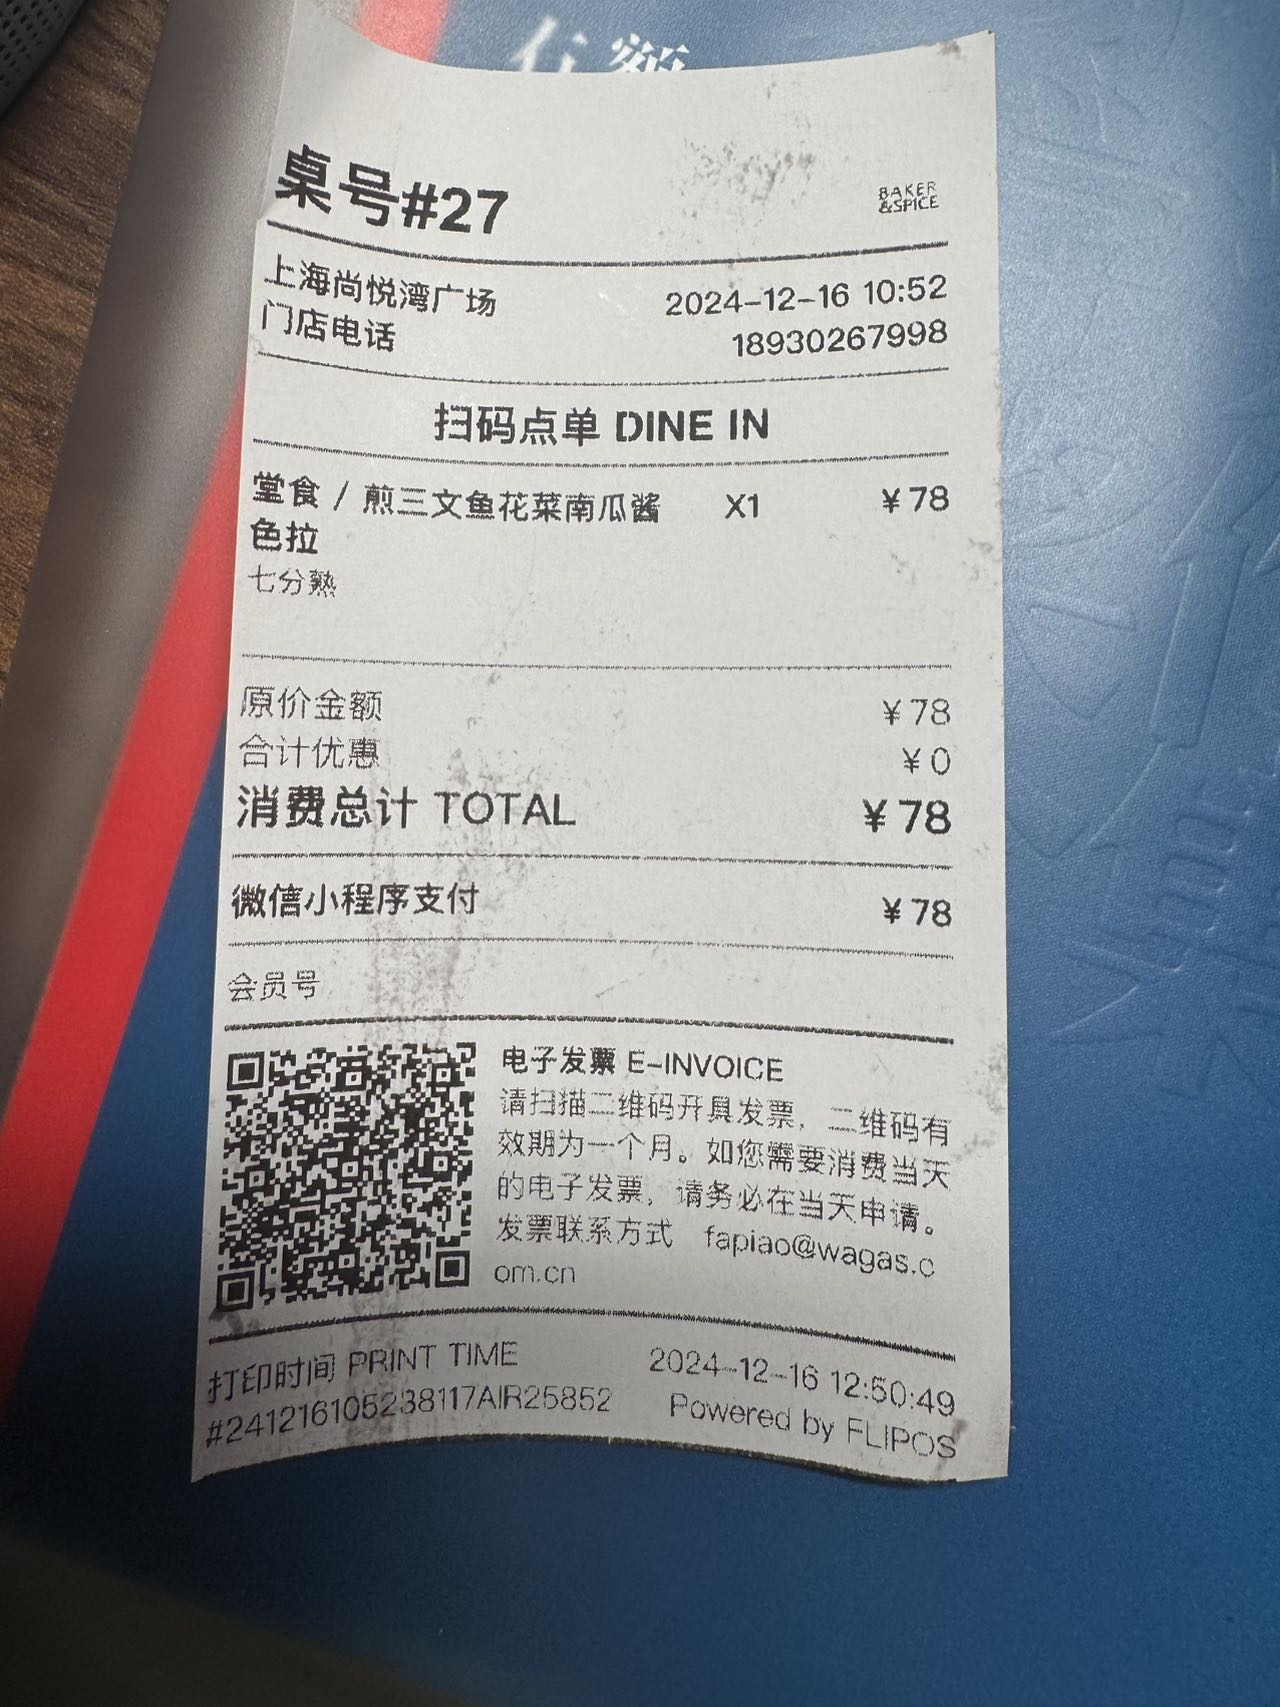 桌号#27
BAKER
&SPICE
上海尚悦湾广场 2024-12-16 10:52
门店电话 18930267998
扫码点单 DINE IN
堂食 / 煎三文鱼花菜南瓜酱 X1 ¥78
色拉
七分熟
原价金额 ¥78
合计优惠 ¥0
消费总计 TOTAL ¥78
微信小程序支付 ¥78
会员号
电子发票 E-INVOICE
请扫描二维码开具发票，二维码有
效期为一个月。如您需要消费当天
的电子发票，请务必在当天申请。
发票联系方式 fapiao@wagas.c
om.cn
打印时间 PRINT TIME 2024-12-16 12:50:49
#241216105238117AIR25852 Powered by FLIPOS